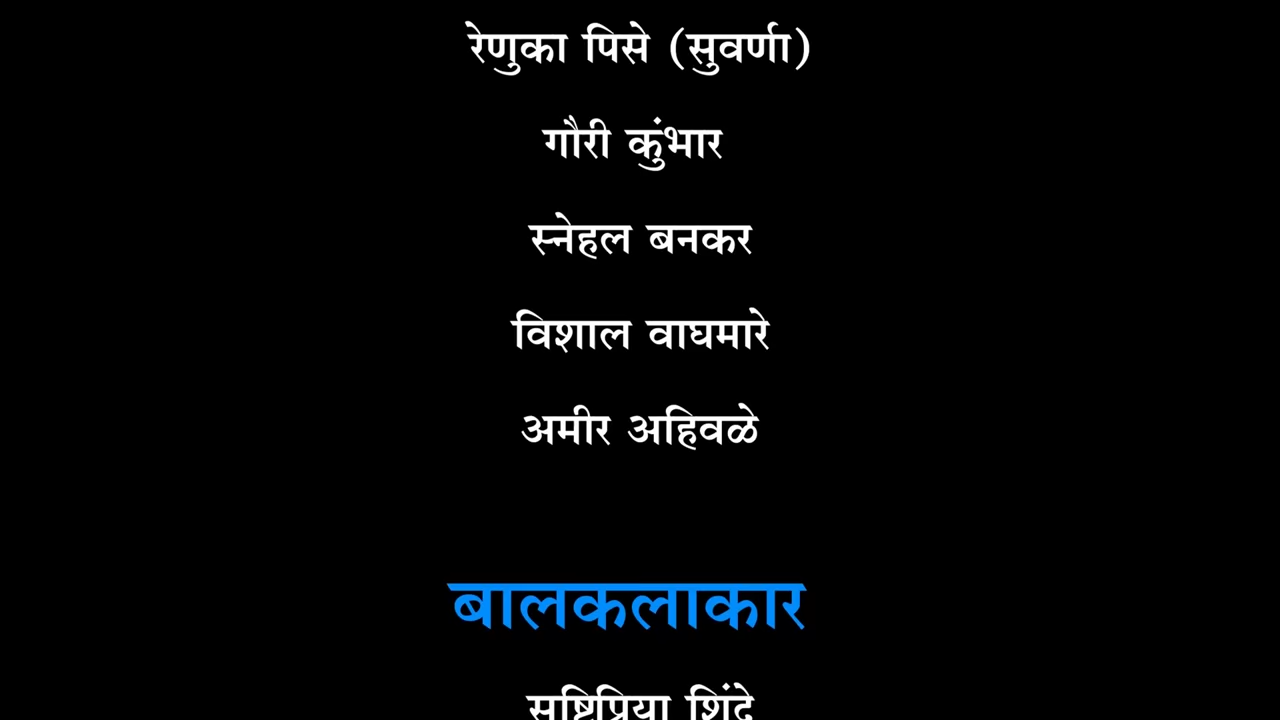 रेणुका पिसे (सुवर्णा)
गौरी कुंभार
स्नेहल बनकर
विशाल वाघमारे
अमीर अहिवळे
बालकलाकार
सृष्टिप्रिया शिंदे